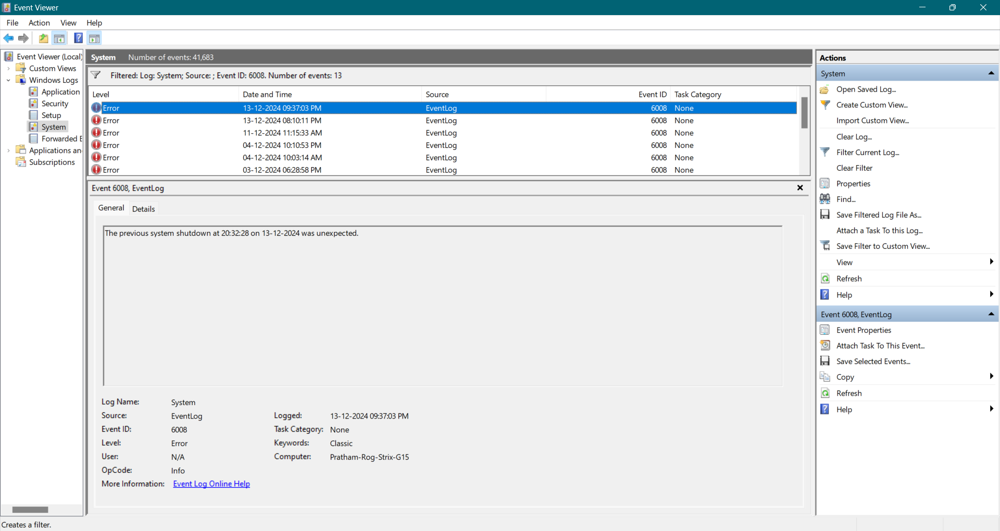 Event Viewer
File Action View Help
Event Viewer (Local)
Custom Views
Windows Logs
Application
Security
Setup
System
Forwarded E
Applications an
Subscriptions
System Number of events: 41,683
Filtered: Log: System; Source: ; Event ID: 6008. Number of events: 13
Level Date and Time Source Event ID Task Category
Error 13-12-2024 09:37:03 PM EventLog 6008 None
Error 13-12-2024 08:10:11 PM EventLog 6008 None
Error 11-12-2024 11:15:33 AM EventLog 6008 None
Error 04-12-2024 10:10:53 PM EventLog 6008 None
Error 04-12-2024 10:03:14 AM EventLog 6008 None
Error 03-12-2024 06:28:58 PM EventLog 6008 None
Event 6008, EventLog
General Details
The previous system shutdown at 20:32:28 on 13-12-2024 was unexpected.
Log Name: System
Source: EventLog Logged: 13-12-2024 09:37:03 PM
Event ID: 6008 Task Category: None
Level: Error Keywords: Classic
User: N/A Computer: Pratham-Rog-Strix-G15
OpCode: Info
More Information: Event Log Online Help
Actions
System
Open Saved Log...
Create Custom View...
Import Custom View...
Clear Log...
Filter Current Log...
Clear Filter
Properties
Find...
Save Filtered Log File As...
Attach a Task To this Log...
Save Filter to Custom View...
View
Refresh
Help
Event 6008, EventLog
Event Properties
Attach Task To This Event...
Save Selected Events...
Copy
Refresh
Help
Creates a filter.